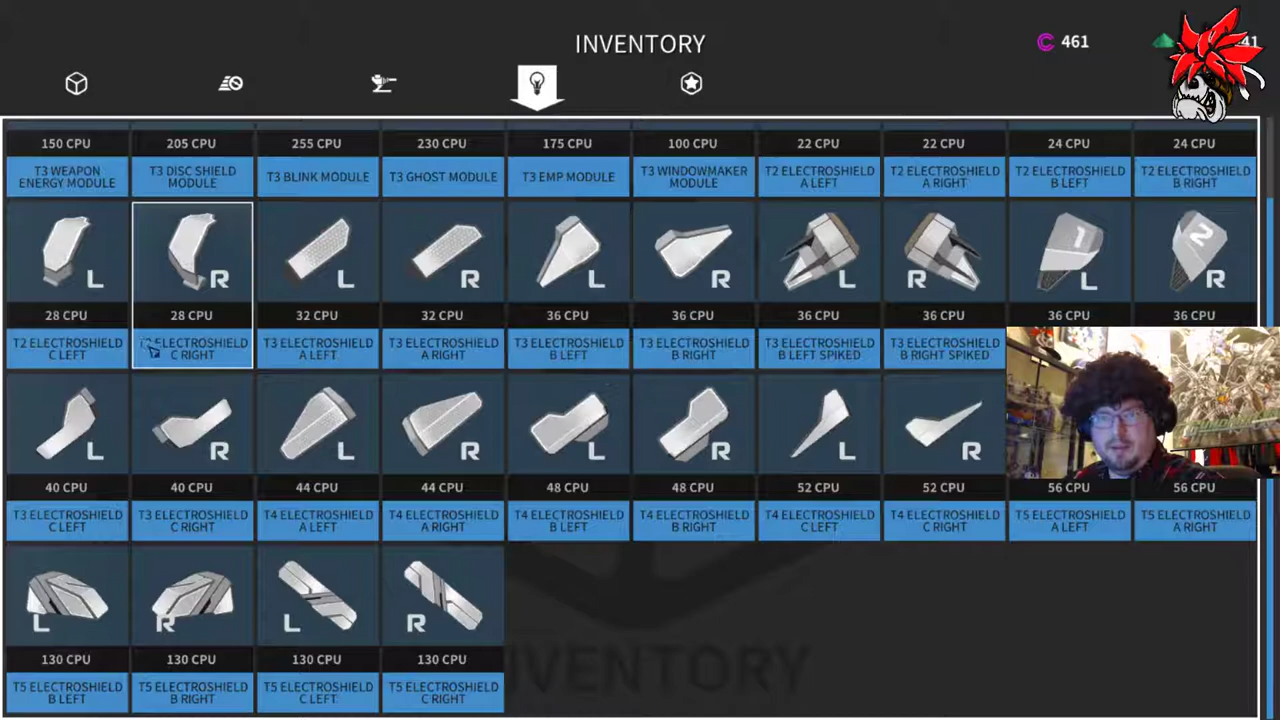 INVENTORY
461
41
150 CPU 205 CPU 255 CPU 230 CPU 175 CPU 100 CPU 22 CPU 22 CPU 24 CPU 24 CPU
T3 WEAPON ENERGY MODULE
T3 DISC SHIELD MODULE
T3 BLINK MODULE
T3 GHOST MODULE
T3 EMP MODULE
T3 WINDOWMAKER MODULE
T2 ELECTROSHIELD A LEFT
T2 ELECTROSHIELD A RIGHT
T2 ELECTROSHIELD B LEFT
T2 ELECTROSHIELD B RIGHT
L R L R L R L R 1 L 2 R
28 CPU 28 CPU 32 CPU 32 CPU 36 CPU 36 CPU 36 CPU 36 CPU 36 CPU 36 CPU
T2 ELECTROSHIELD C LEFT
ELECTROSHIELD C RIGHT
T3 ELECTROSHIELD A LEFT
T3 ELECTROSHIELD A RIGHT
T3 ELECTROSHIELD B LEFT
T3 ELECTROSHIELD B RIGHT
T3 ELECTROSHIELD B LEFT SPIKED
T3 ELECTROSHIELD B RIGHT SPIKED
L R L R L R L R
40 CPU 40 CPU 44 CPU 44 CPU 48 CPU 48 CPU 52 CPU 52 CPU 56 CPU 56 CPU
T3 ELECTROSHIELD C LEFT
T3 ELECTROSHIELD C RIGHT
T4 ELECTROSHIELD A LEFT
T4 ELECTROSHIELD A RIGHT
T4 ELECTROSHIELD B LEFT
T4 ELECTROSHIELD B RIGHT
T4 ELECTROSHIELD C LEFT
T4 ELECTROSHIELD C RIGHT
T5 ELECTROSHIELD A LEFT
T5 ELECTROSHIELD A RIGHT
L R L R
130 CPU 130 CPU 130 CPU 130 CPU
T5 ELECTROSHIELD B LEFT
T5 ELECTROSHIELD B RIGHT
T5 ELECTROSHIELD C LEFT
T5 ELECTROSHIELD C RIGHT